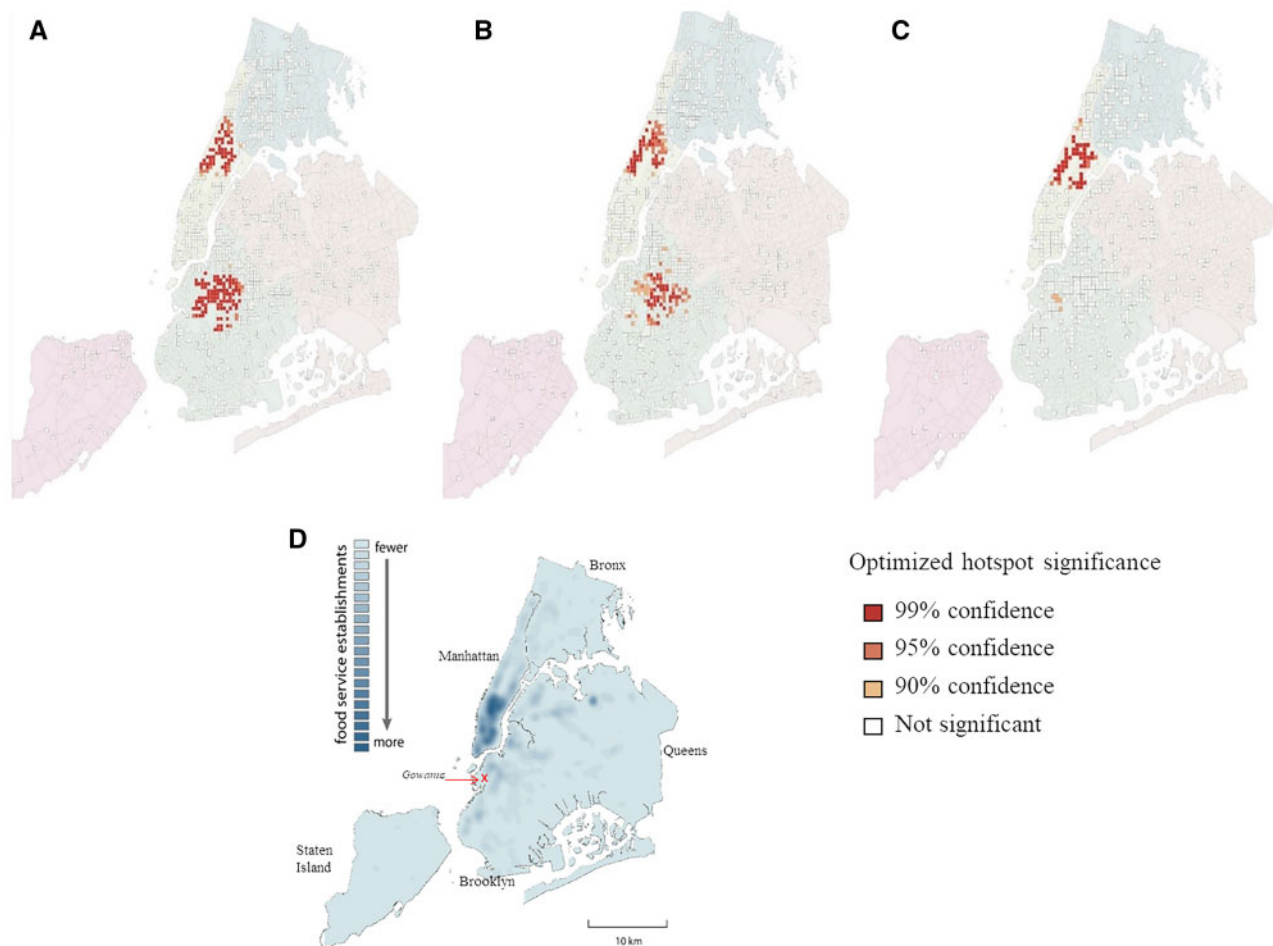 A
B
C
D
food service establishments
fewer
more
Bronx
Manhattan
Queens
Gowanus
Staten
Island
Brooklyn
10 km
Optimized hotspot significance
99% confidence
95% confidence
90% confidence
Not significant